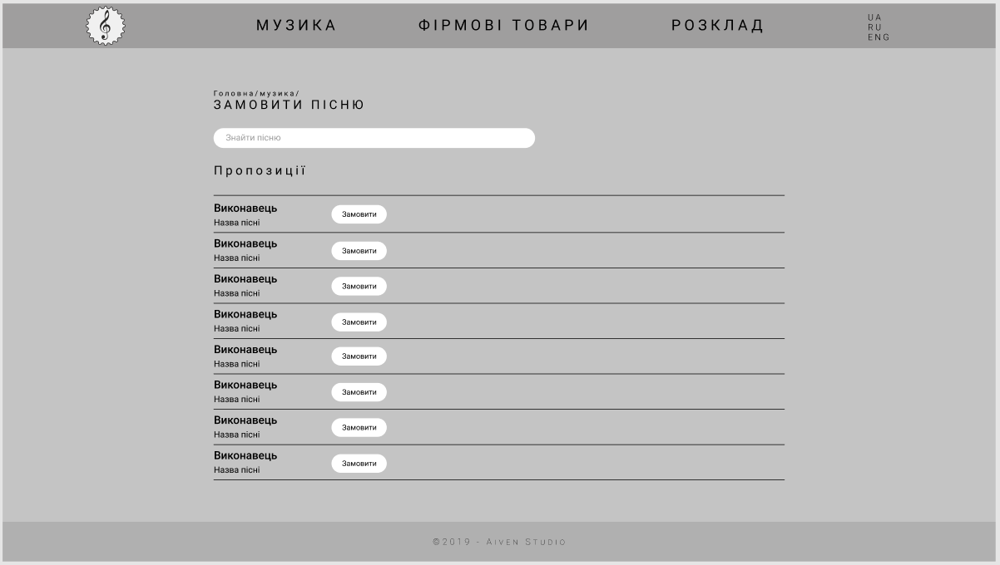 МУЗИКА
ФІРМОВІ ТОВАРИ
РОЗКЛАД
UA
RU
ENG
Головна/музика/
ЗАМОВИТИ ПІСНЮ
Знайти пісню
Пропозиції
Виконавець
Назва пісні
Замовити
Виконавець
Назва пісні
Замовити
Виконавець
Назва пісні
Замовити
Виконавець
Назва пісні
Замовити
Виконавець
Назва пісні
Замовити
Виконавець
Назва пісні
Замовити
Виконавець
Назва пісні
Замовити
Виконавець
Назва пісні
Замовити
©2019 - Aiven Studio